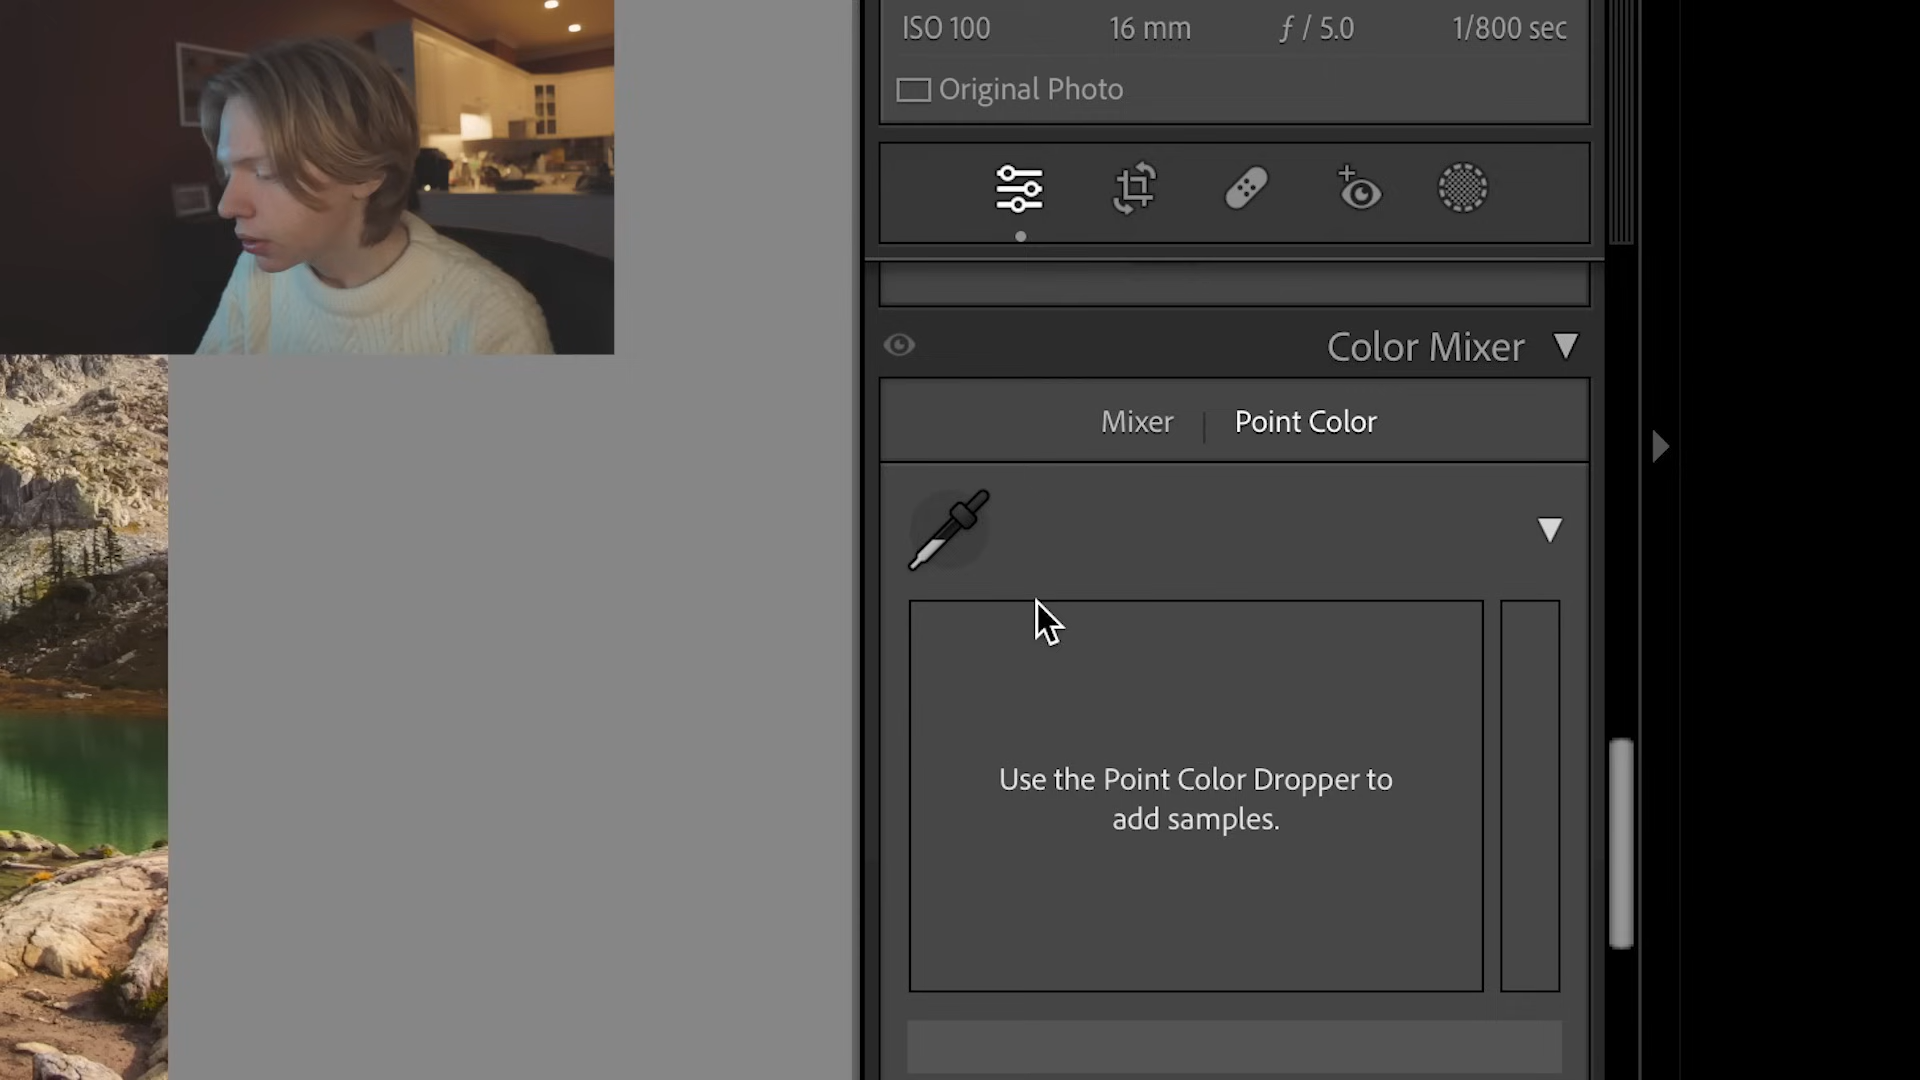 ISO 100 16 mm ƒ / 5.0 1/800 sec
Original Photo
Color Mixer
Mixer | Point Color
Use the Point Color Dropper to
add samples.